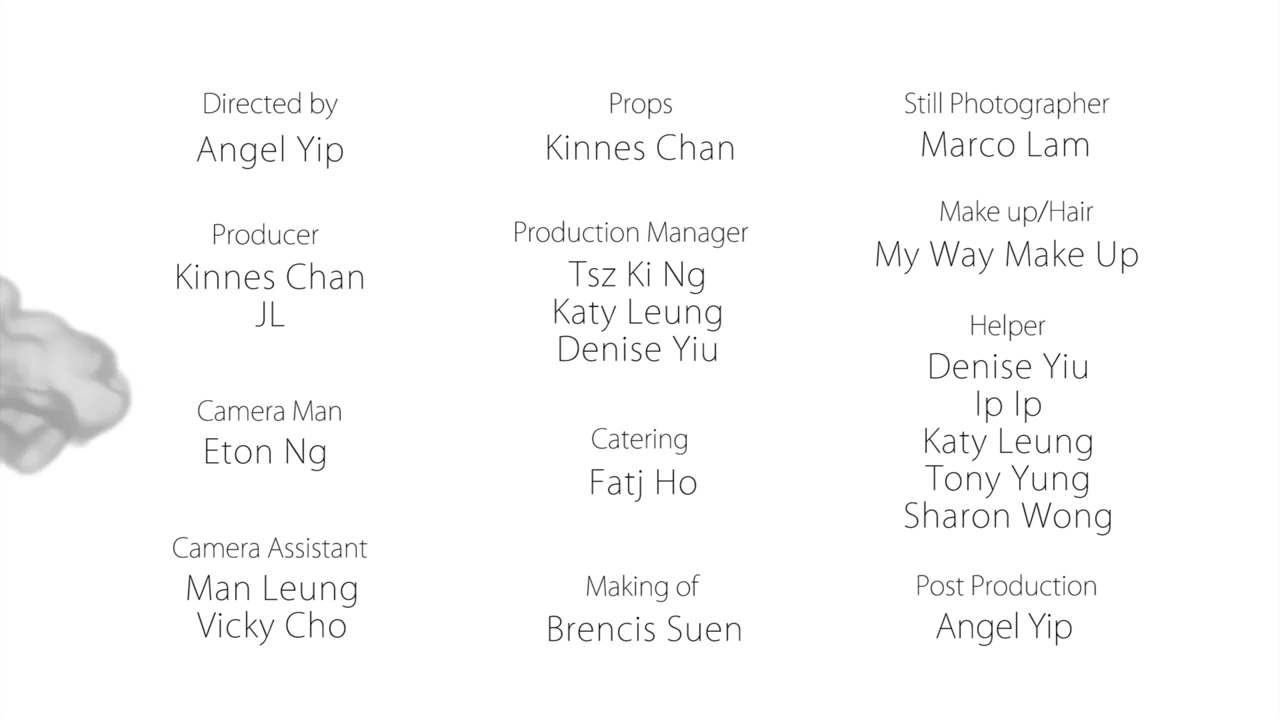 Directed by
Angel Yip
Producer
Kinnes Chan
JL
Camera Man
Eton Ng
Camera Assistant
Man Leung
Vicky Cho
Props
Kinnes Chan
Production Manager
Tsz Ki Ng
Katy Leung
Denise Yiu
Catering
Fatj Ho
Making of
Brencis Suen
Still Photographer
Marco Lam
Make up/Hair
My Way Make Up
Helper
Denise Yiu
Ip Ip
Katy Leung
Tony Yung
Sharon Wong
Post Production
Angel Yip